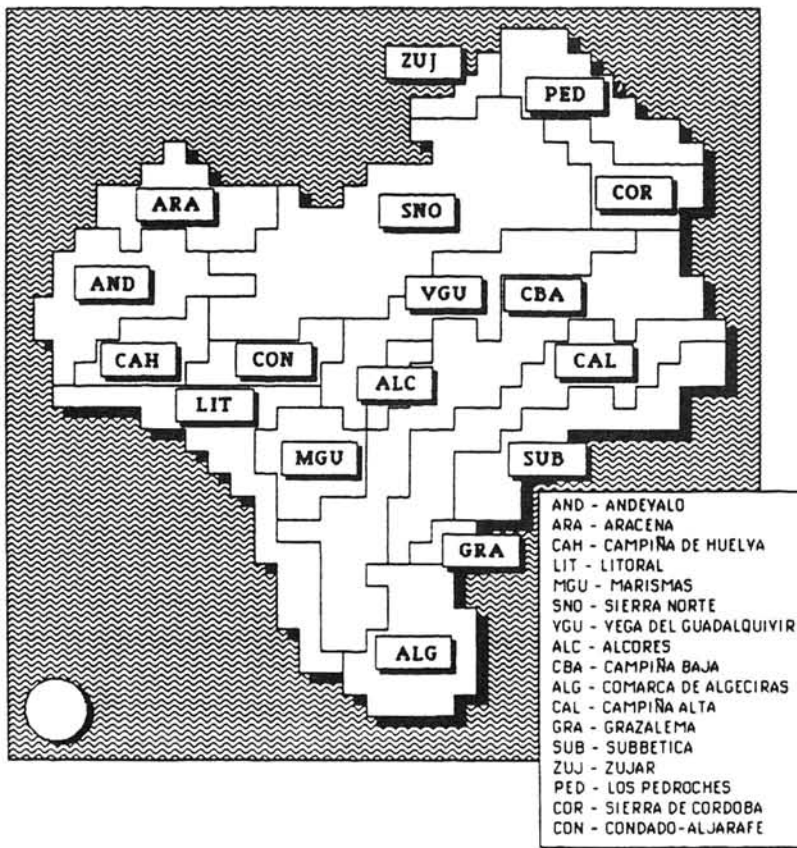 ZUJ
PED
ARA
SNO
COR
AND
VGU
CBA
CAH
CON
ALC
CAL
LIT
MGU
SUB
GRA
ALG
AND - ANDEVALO
ARA - ARACENA
CAH - CAMPIÑA DE HUELVA
LIT - LITORAL
MGU - MARISMAS
SNO - SIERRA NORTE
VGU - VEGA DEL GUADALQUIVIR
ALC - ALCORES
CBA - CAMPIÑA BAJA
ALG - COMARCA DE ALGECIRAS
CAL - CAMPIÑA ALTA
GRA - GRAZALEMA
SUB - SUBBETICA
ZUJ - ZUJAR
PED - LOS PEDROCHES
COR - SIERRA DE CORDOBA
CON - CONDADO-ALJARAFE